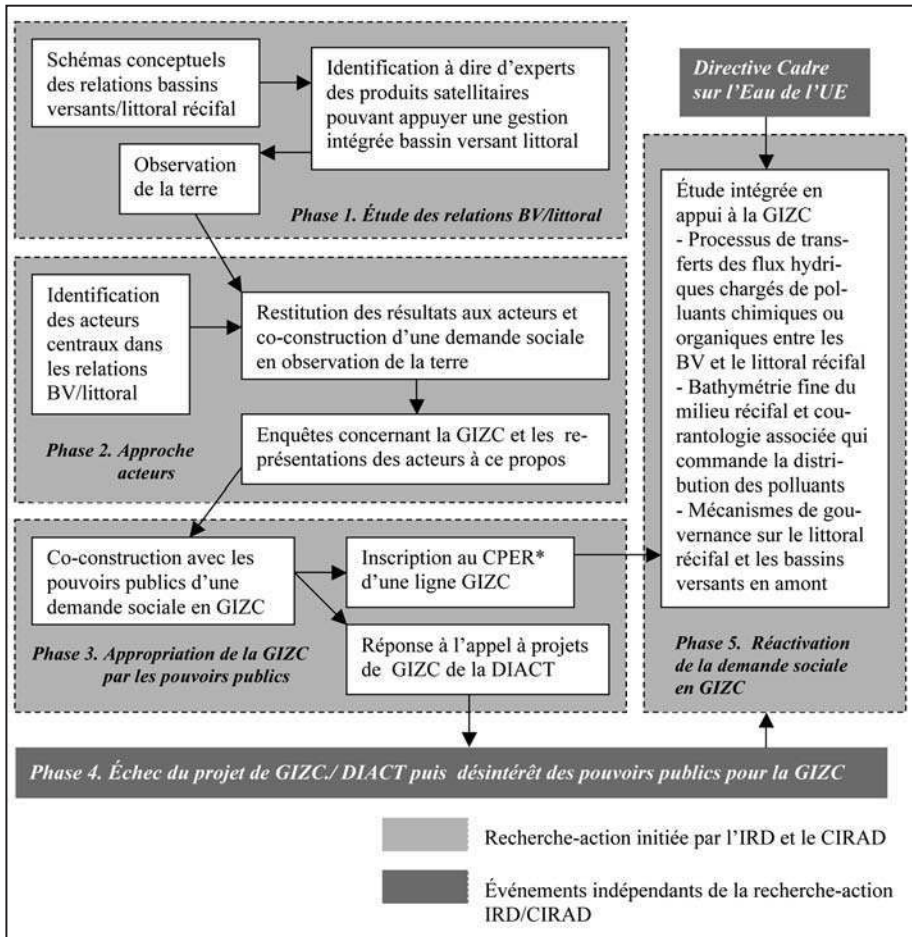 Schémas conceptuels
des relations bassins
versants/littoral récifal
Identification à dire d'experts
des produits satellitaires
pouvant appuyer une gestion
intégrée bassin versant littoral
Observation
de la terre
Phase 1. Étude des relations BV/littoral
Identification
des acteurs
centraux dans
les relations
BV/littoral
Restitution des résultats aux acteurs et
co-construction d'une demande sociale
en observation de la terre
Enquêtes concernant la GIZC et les re-
présentations des acteurs à ce propos
Phase 2. Approche
acteurs
Co-construction avec les
pouvoirs publics d'une
demande sociale en GIZC
Inscription au CPER*
d'une ligne GIZC
Réponse à l'appel à projets
de GIZC de la DIACT
Phase 3. Appropriation de la GIZC
par les pouvoirs publics
Directive Cadre
sur l'Eau de l'UE
Étude intégrée en
appui à la GIZC
- Processus de trans-
ferts des flux hydri-
ques chargés de pol-
luants chimiques ou
organiques entre les
BV et le littoral récifal
- Bathymétrie fine du
milieu récifal et cou-
rantologie associée qui
commande la distri-
bution des polluants
- Mécanismes de gou-
vernance sur le littoral
récifal et les bassins
versants en amont
Phase 5. Réactivation
de la demande sociale
en GIZC
Phase 4. Échec du projet de GIZC./ DIACT puis désintérêt des pouvoirs publics pour la GIZC
Recherche-action initiée par l'IRD et le CIRAD
Événements indépendants de la recherche-action
IRD/CIRAD